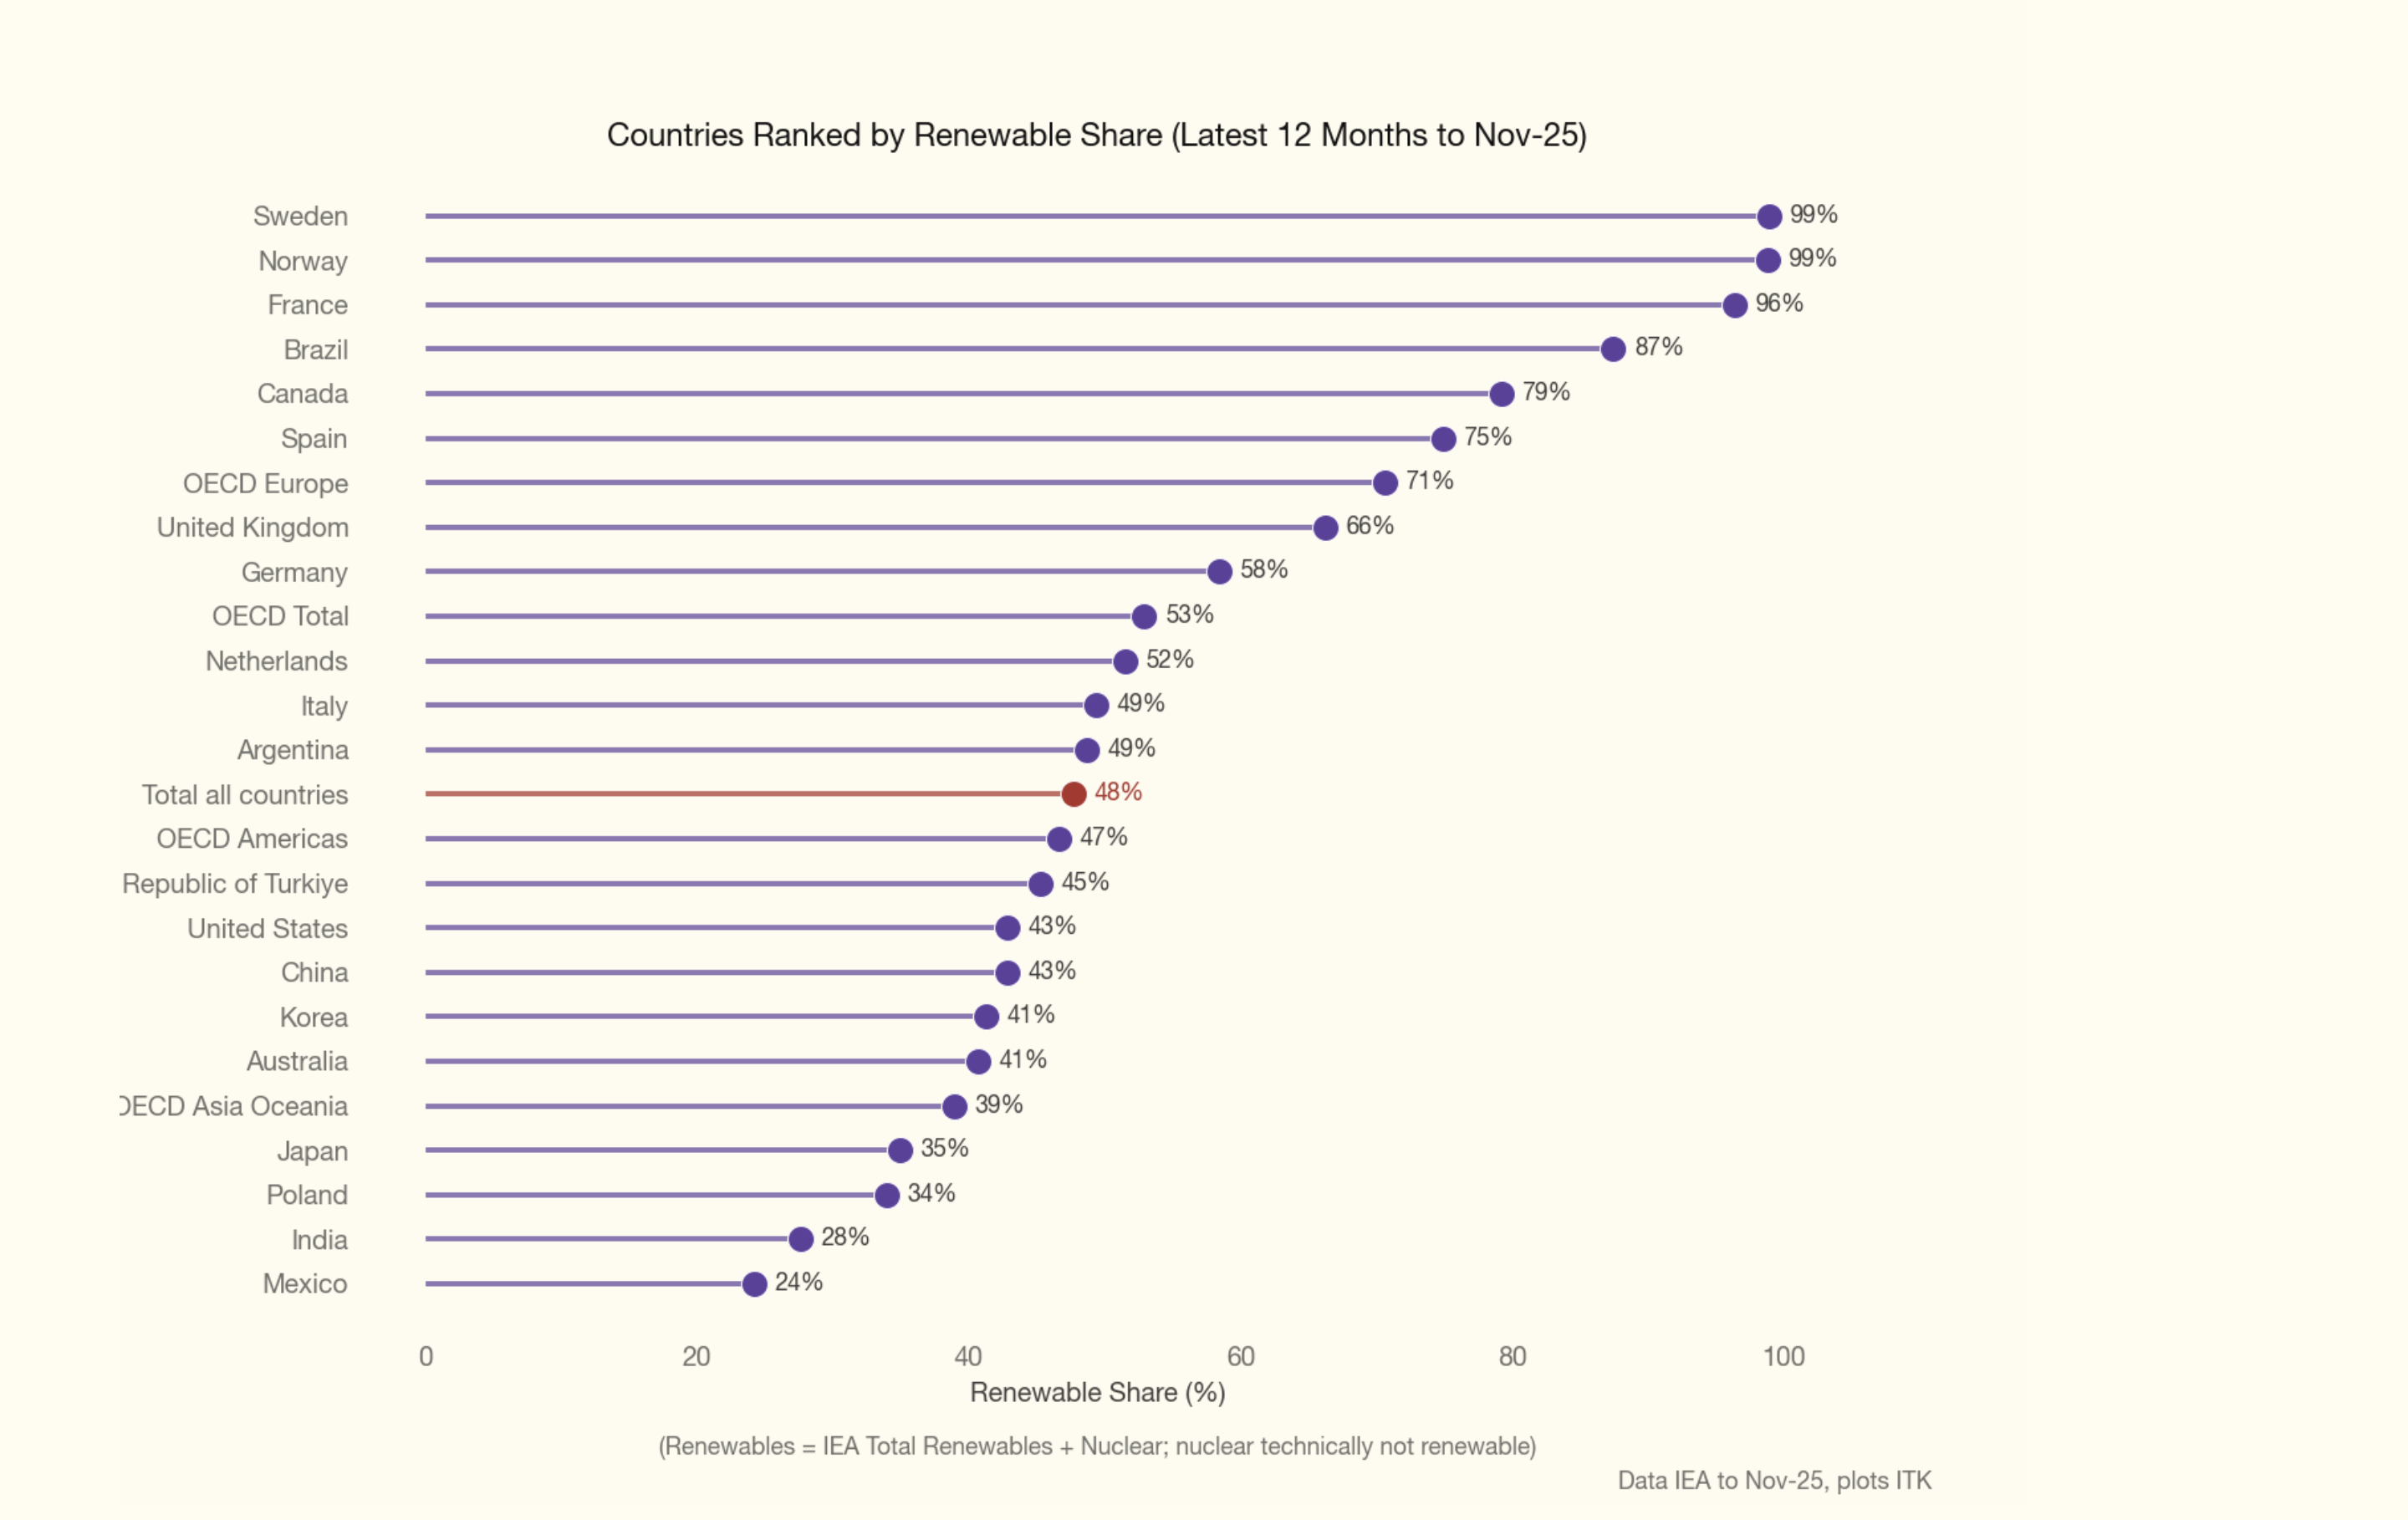 Countries Ranked by Renewable Share (Latest 12 Months to Nov-25)
Sweden 99%
Norway 99%
France 96%
Brazil 87%
Canada 79%
Spain 75%
OECD Europe 71%
United Kingdom 66%
Germany 58%
OECD Total 53%
Netherlands 52%
Italy 49%
Argentina 49%
Total all countries 48%
OECD Americas 47%
Republic of Turkiye 45%
United States 43%
China 43%
Korea 41%
Australia 41%
OECD Asia Oceania 39%
Japan 35%
Poland 34%
India 28%
Mexico 24%
0 20 40 60 80 100
Renewable Share (%)
(Renewables = IEA Total Renewables + Nuclear; nuclear technically not renewable)
Data IEA to Nov-25, plots ITK